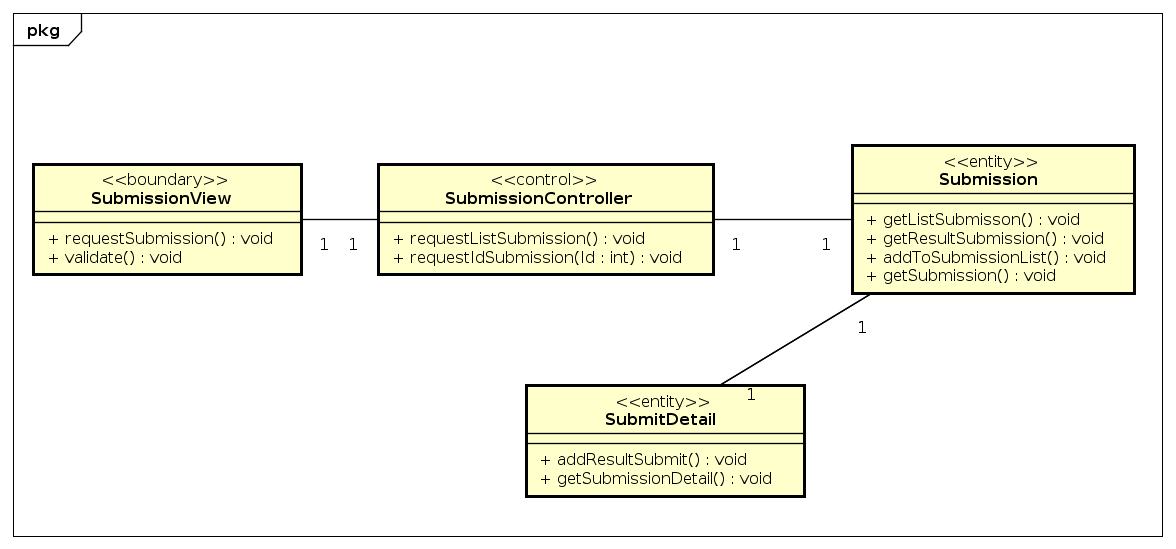 pkg
<<boundary>>
SubmissionView
+ requestSubmission() : void
+ validate() : void
1 1
<<control>>
SubmissionController
+ requestListSubmission() : void
+ requestIdSubmission(Id : int) : void
1 1
<<entity>>
Submission
+ getListSubmisson() : void
+ getResultSubmission() : void
+ addToSubmissionList() : void
+ getSubmission() : void
1
1
<<entity>>
SubmitDetail
+ addResultSubmit() : void
+ getSubmissionDetail() : void